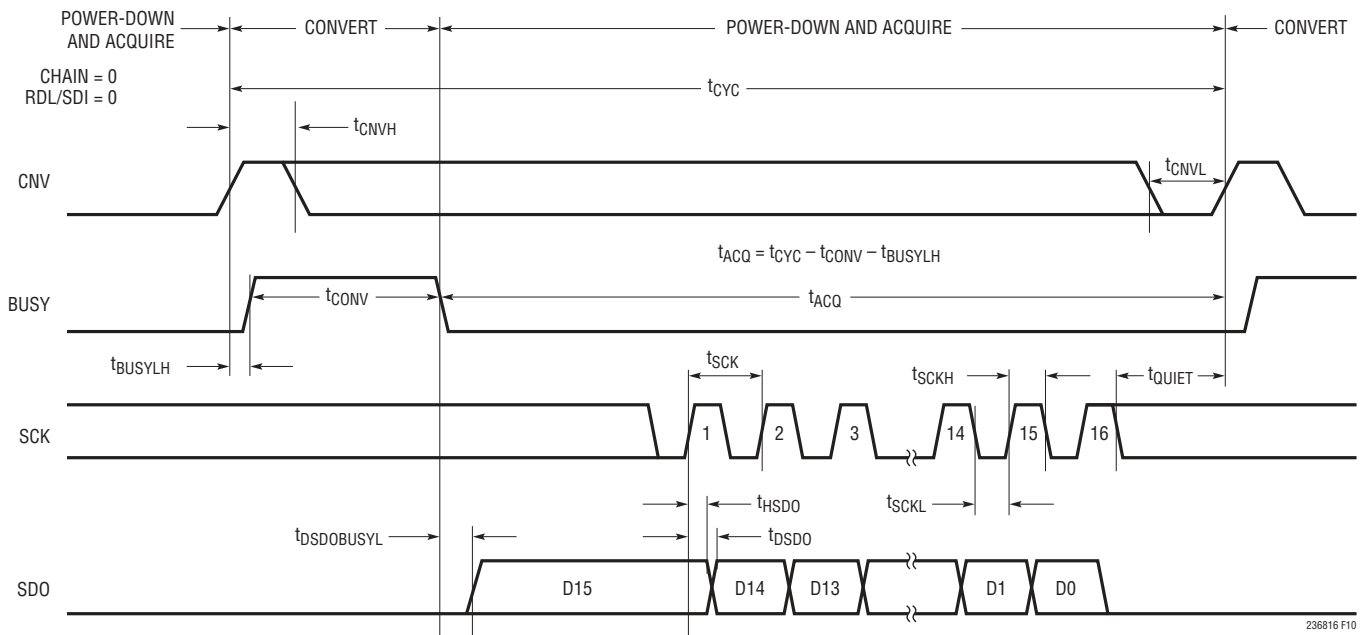 POWER-DOWN
AND ACQUIRE
CONVERT
POWER-DOWN AND ACQUIRE
CONVERT
CHAIN = 0
RDL/SDI = 0
tCYC
tCNVH
CNV
tCNVL
tACQ = tCYC – tCONV – tBUSYLH
BUSY
tCONV
tACQ
tBUSYLH
tSCK
tSCKH
tQUIET
SCK
1
2
3
14
15
16
tHSDO
tSCKL
tDSDOBUSYL
tDSDO
SDO
D15
D14
D13
D1
D0
236816 F10